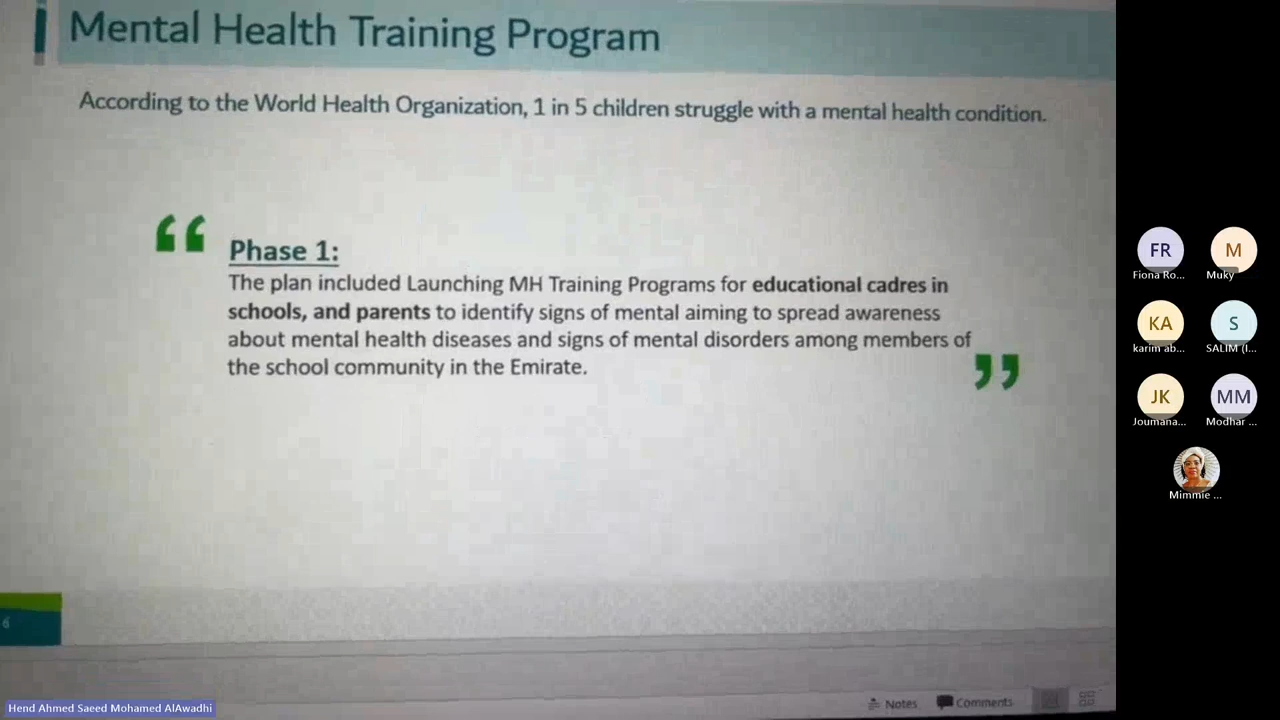 Mental Health Training Program
According to the World Health Organization, 1 in 5 children struggle with a mental health condition.
Phase 1:
The plan included Launching MH Training Programs for educational cadres in
schools, and parents to identify signs of mental aiming to spread awareness
about mental health diseases and signs of mental disorders among members of
the school community in the Emirate.
6
Notes
Comments
Hend Ahmed Saeed Mohamed AlAwadhi
FR
Fiona Ro...
M
Muky
KA
karim ab...
S
SALIM (I...
JK
Joumana...
MM
Modhar ...
Mimmie ...